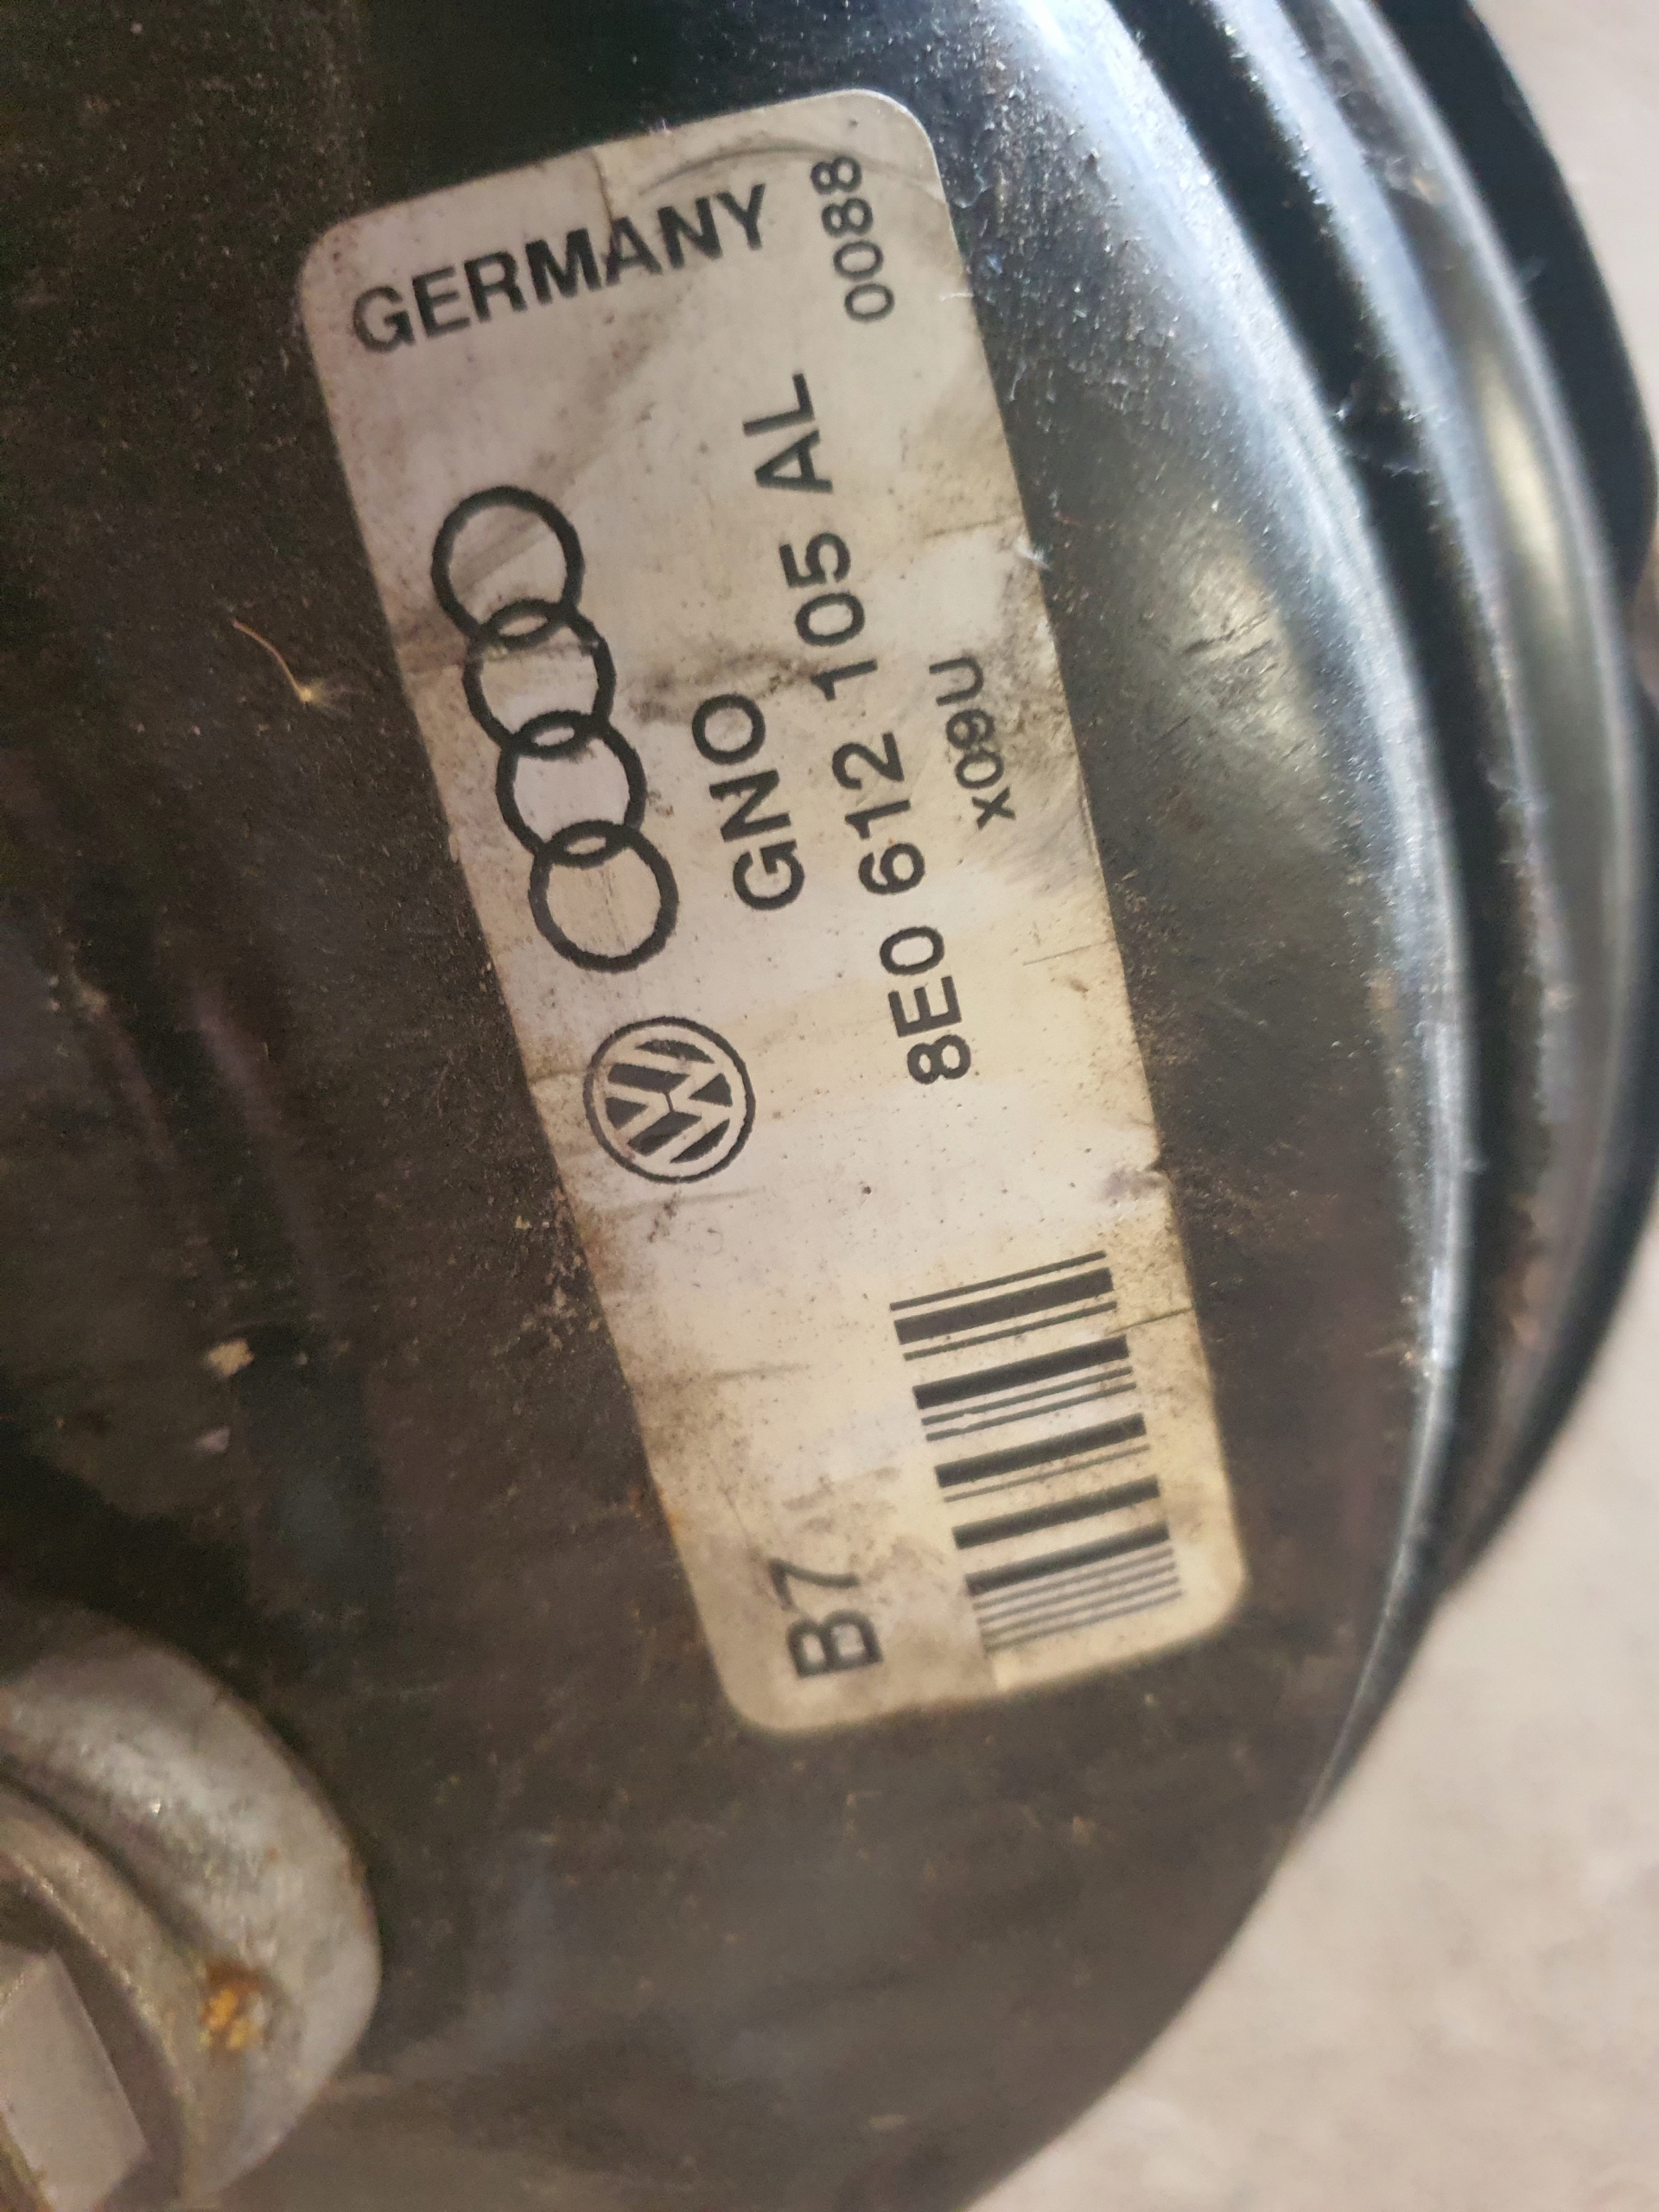 GERMANY
0088
GNO
8E0 612 105 AL
X09U
B7